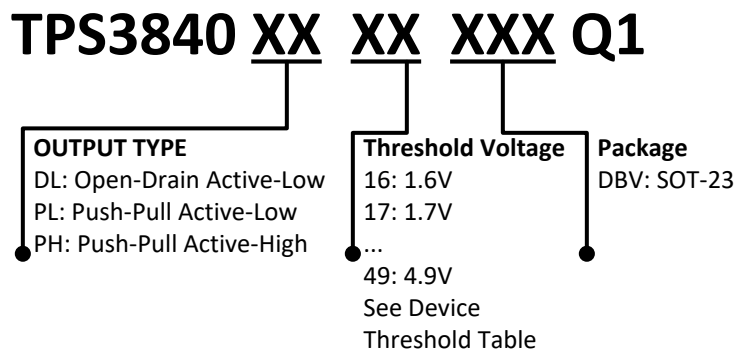 TPS3840 XX XX XXX Q1
OUTPUT TYPE
DL: Open-Drain Active-Low
PL: Push-Pull Active-Low
PH: Push-Pull Active-High
Threshold Voltage
16: 1.6V
17: 1.7V
...
49: 4.9V
See Device
Threshold Table
Package
DBV: SOT-23